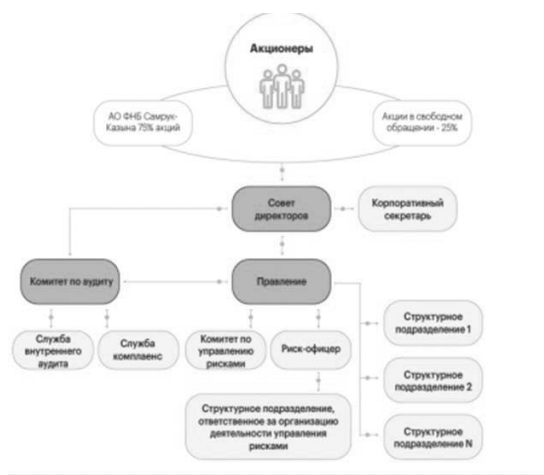 Акционеры
АО ФНБ Самрук-
Казына 75% акций
Акции в свободном
обращении - 25%
Совет
директоров
Корпоративный
секретарь
Комитет по аудиту
Правление
Служба
внутреннего
аудита
Служба
комплаенс
Комитет по
управлению
рисками
Риск-офицер
Структурное
подразделение 1
Структурное
подразделение 2
Структурное подразделение,
ответственное за организацию
деятельности управления
рисками
Структурное
подразделение N